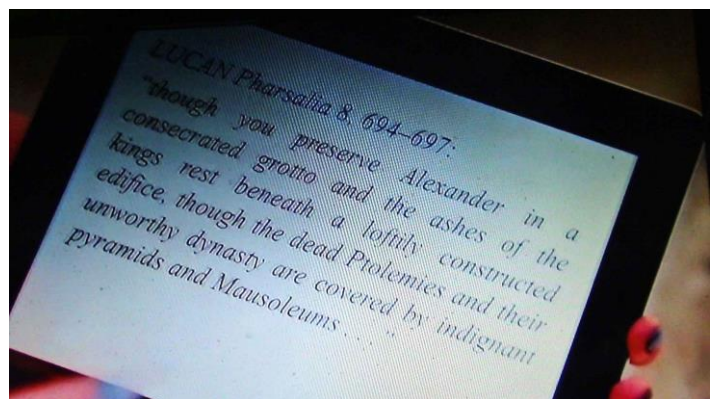 LUCAN Pharsalia 8, 694–697:
"though you preserve Alexander in a
consecrated grotto and the ashes of the
kings rest beneath a loftily constructed
edifice, though the dead Ptolemies and their
unworthy dynasty are covered by indignant
pyramids and Mausoleums . . . "